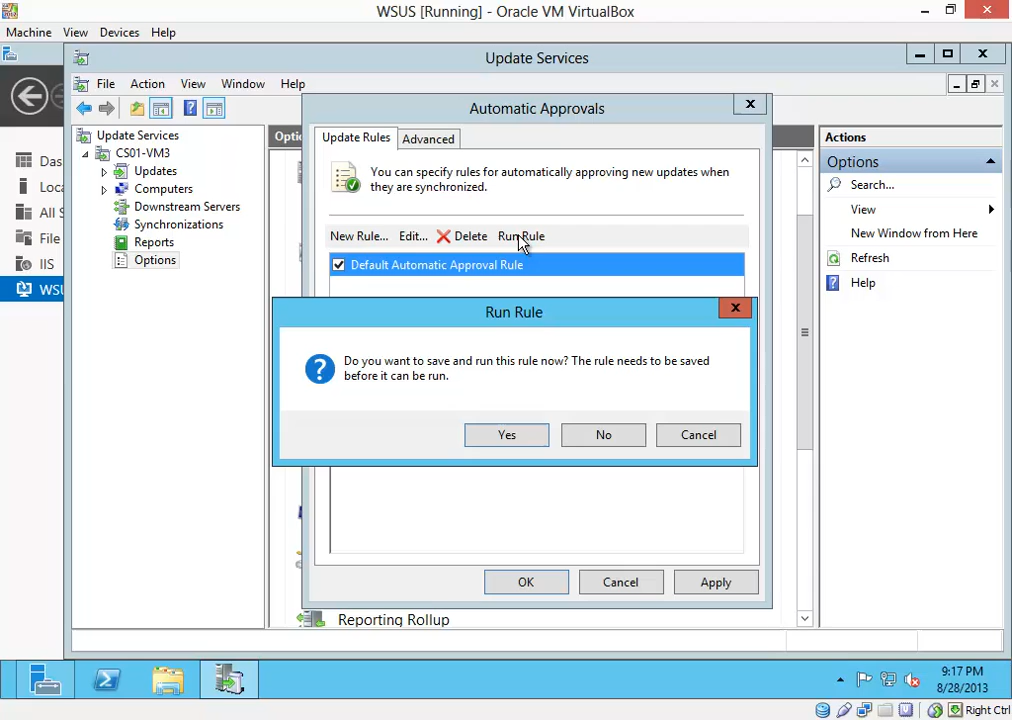 WSUS [Running] - Oracle VM VirtualBox
Machine View Devices Help
Update Services
File Action View Window Help
Automatic Approvals
Update Services
CS01-VM3
Updates
Computers
Downstream Servers
Synchronizations
Reports
Options
Das
Loca
All S
File
IIS
WSU
Optio
Update Rules Advanced
You can specify rules for automatically approving new updates when
they are synchronized.
New Rule... Edit... Delete Run Rule
Default Automatic Approval Rule
Run Rule
Do you want to save and run this rule now? The rule needs to be saved
before it can be run.
Yes No Cancel
OK Cancel Apply
Reporting Rollup
Actions
Options
Search...
View
New Window from Here
Refresh
Help
9:17 PM
8/28/2013
Right Ctrl